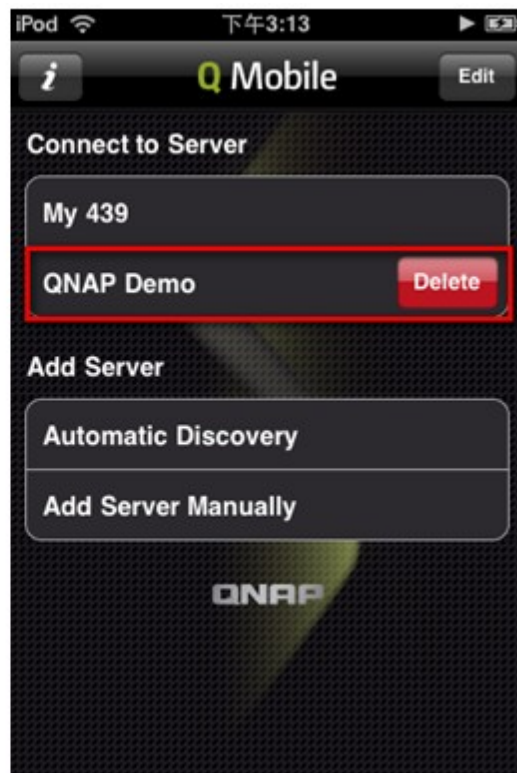 iPod 下午3:13
i Q Mobile Edit
Connect to Server
My 439
QNAP Demo Delete
Add Server
Automatic Discovery
Add Server Manually
QNAP